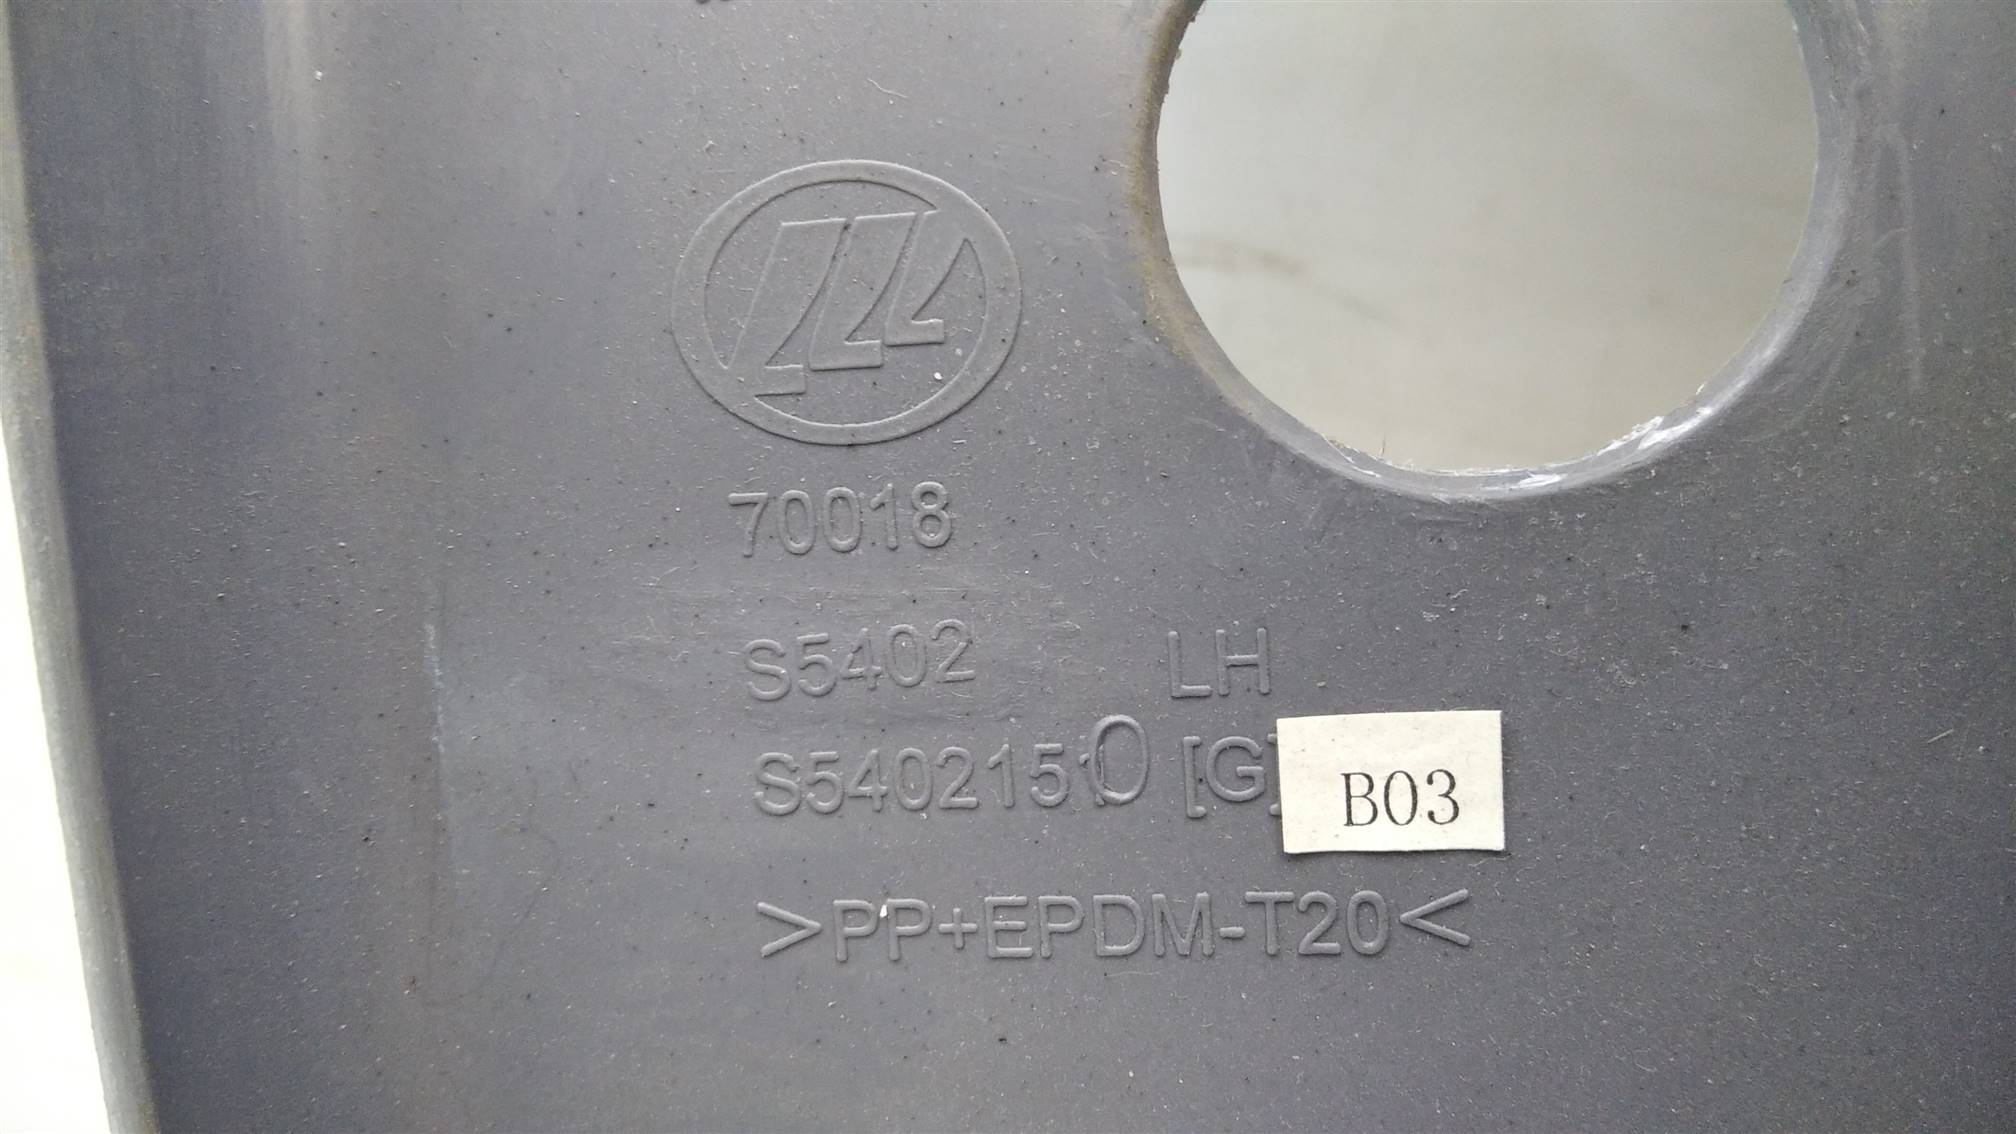 70018
S5402 LH
S54021510 [G]
B03
>PP+EPDM-T20<